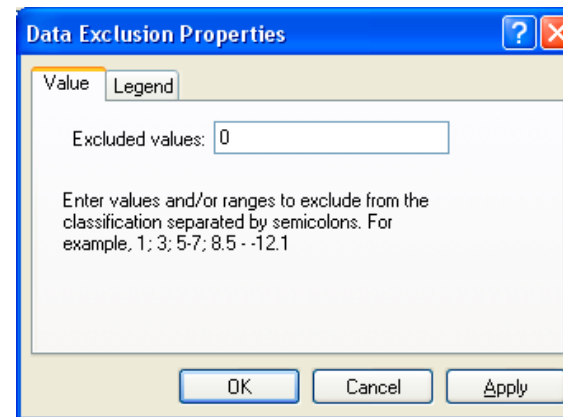 Data Exclusion Properties
Value Legend
Excluded values: 0
Enter values and/or ranges to exclude from the
classification separated by semicolons. For
example, 1; 3; 5-7; 8.5 - -12.1
OK Cancel Apply